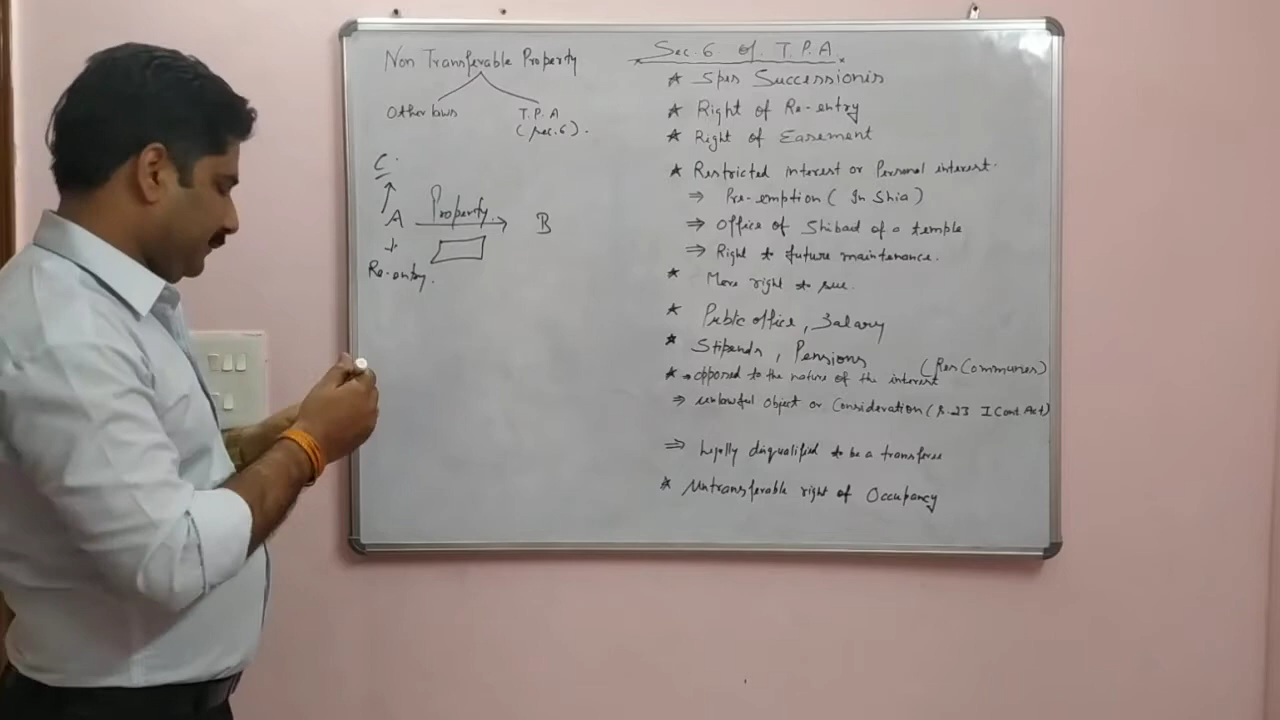 Non Transferable Property
Other laws
T.P.A
(sec.6).
C.
A
Property.
B
Re-entry.
Sec. 6 of T.P.A.
* Spes Successionis
* Right of Re-entry
* Right of Easement
* Restricted interest or Personal interest.
⇒ Pre-emption ( In Shia )
⇒ Office of Shibad of a temple
⇒ Right to future maintenance.
* Mere right to sue.
* Public office, Salary
* Stipends, Pensions
(Res Communes)
* opposed to the nature of the interest
⇒ unlawful Object or Consideration (s.23 I Cont Act)
⇒ Legally disqualified to be a transferee
* Untransferable right of Occupancy